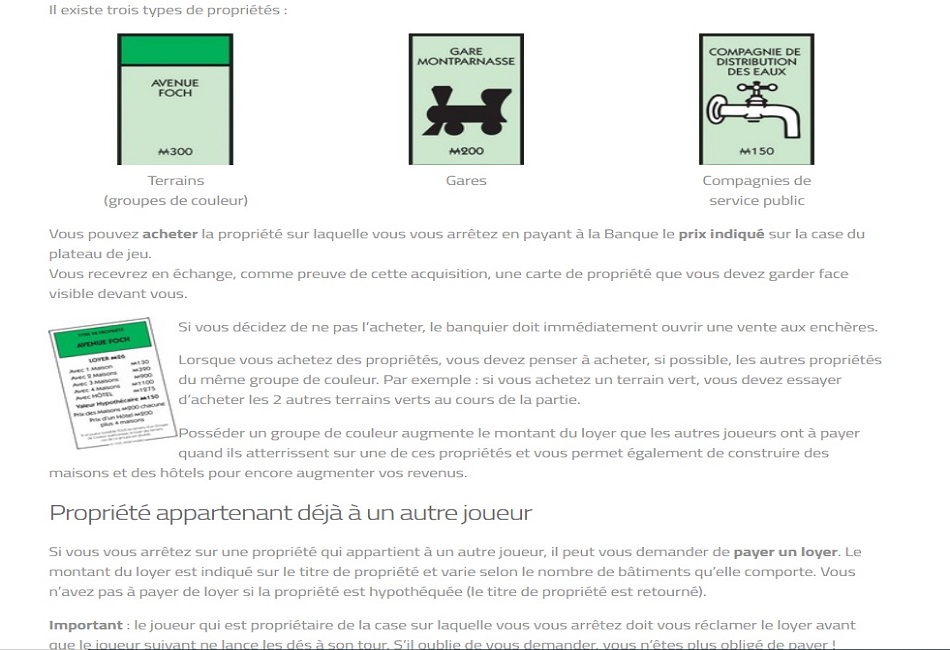 Il existe trois types de propriétés :
AVENUE
FOCH
M300
GARE
MONTPARNASSE
M200
COMPAGNIE DE
DISTRIBUTION
DES EAUX
M150
Terrains
(groupes de couleur)
Gares
Compagnies de
service public
Vous pouvez acheter la propriété sur laquelle vous vous arrêtez en payant à la Banque le prix indiqué sur la case du
plateau de jeu.
Vous recevrez en échange, comme preuve de cette acquisition, une carte de propriété que vous devez garder face
visible devant vous.
TITRE DE PROPRIÉTÉ
AVENUE FOCH
LOYER M26
Avec 1 Maison M130
Avec 2 Maisons M390
Avec 3 Maisons M900
Avec 4 Maisons M1100
Avec HÔTEL M1275
Valeur Hypothécaire M150
Prix des Maisons M200 chacune
Prix d'un Hôtel M200
plus 4 maisons
Si vous décidez de ne pas l'acheter, le banquier doit immédiatement ouvrir une vente aux enchères.
Lorsque vous achetez des propriétés, vous devez penser à acheter, si possible, les autres propriétés
du même groupe de couleur. Par exemple : si vous achetez un terrain vert, vous devez essayer
d'acheter les 2 autres terrains verts au cours de la partie.
Posséder un groupe de couleur augmente le montant du loyer que les autres joueurs ont à payer
quand ils atterrissent sur une de ces propriétés et vous permet également de construire des
maisons et des hôtels pour encore augmenter vos revenus.
Propriété appartenant déjà à un autre joueur
Si vous vous arrêtez sur une propriété qui appartient à un autre joueur, il peut vous demander de payer un loyer. Le
montant du loyer est indiqué sur le titre de propriété et varie selon le nombre de bâtiments qu'elle comporte. Vous
n'avez pas à payer de loyer si la propriété est hypothéquée (le titre de propriété est retourné).
Important : le joueur qui est propriétaire de la case sur laquelle vous vous arrêtez doit vous réclamer le loyer avant
que le joueur suivant ne lance les dés à son tour. S'il oublie de vous demander, vous n'êtes plus obligé de payer !